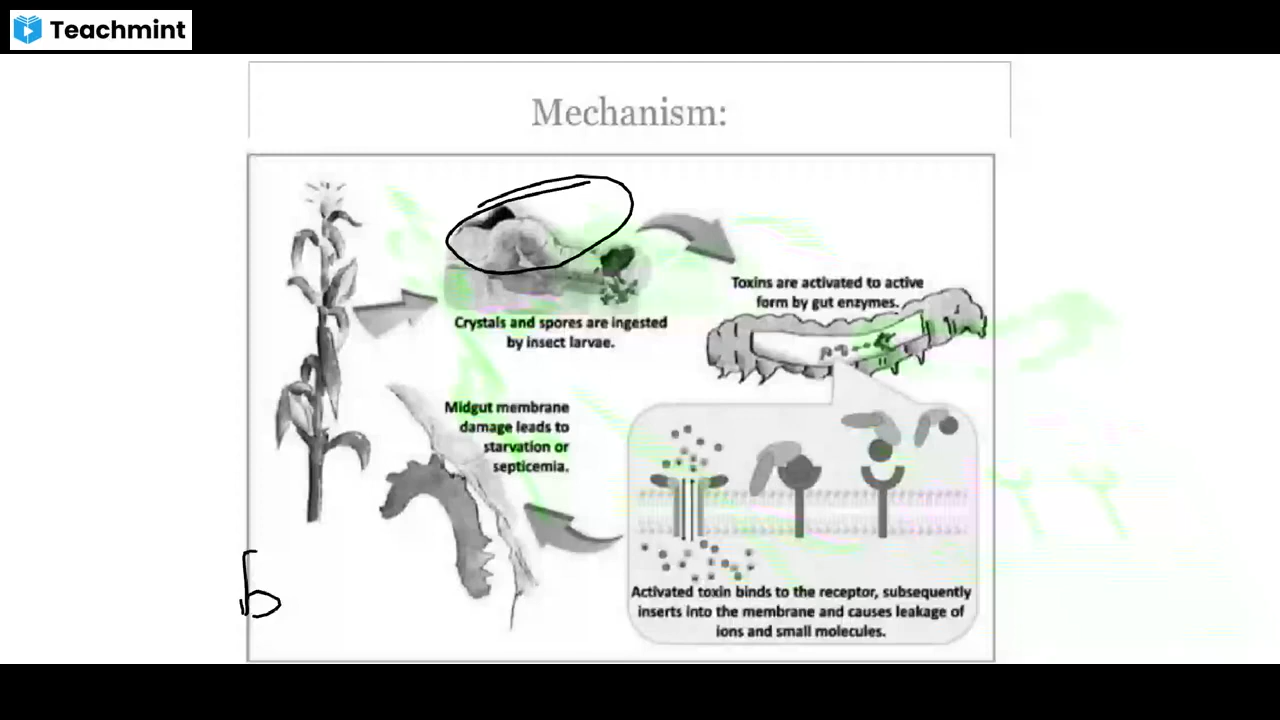 Teachmint
Mechanism:
Crystals and spores are ingested
by insect larvae.
Toxins are activated to active
form by gut enzymes.
Activated toxin binds to the receptor, subsequently
inserts into the membrane and causes leakage of
ions and small molecules.
Midgut membrane
damage leads to
starvation or
septicemia.
b